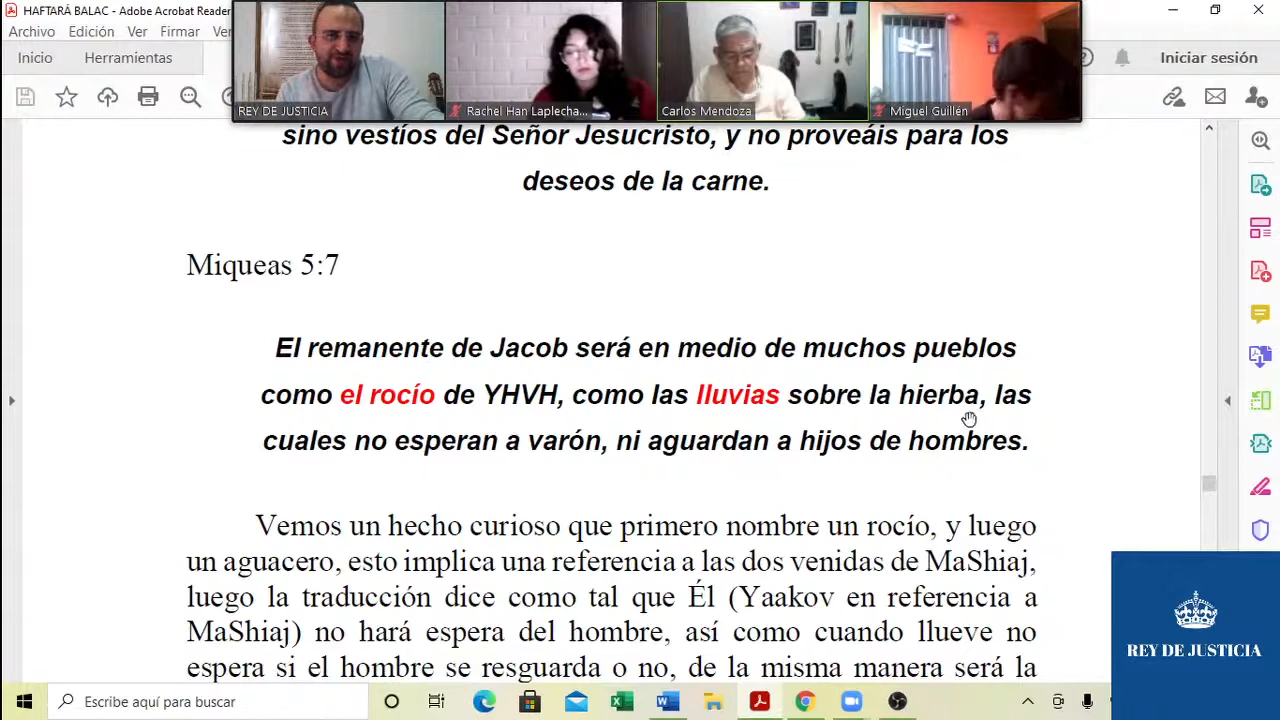 HAFTARÁ BALAC - Adobe Acrobat Reader
Archivo Edición Ver Firmar
Inicio Herramientas Iniciar sesión
REY DE JUSTICIA Rachel Han Laplecha... Carlos Mendoza Miguel Guillén
sino vestíos del Señor Jesucristo, y no proveáis para los
deseos de la carne.
Miqueas 5:7
El remanente de Jacob será en medio de muchos pueblos
como el rocío de YHVH, como las lluvias sobre la hierba, las
cuales no esperan a varón, ni aguardan a hijos de hombres.
Vemos un hecho curioso que primero nombre un rocío, y luego
un aguacero, esto implica una referencia a las dos venidas de MaShiaj,
luego la traducción dice como tal que Él (Yaakov en referencia a
MaShiaj) no hará espera del hombre, así como cuando llueve no
espera si el hombre se resguarda o no, de la misma manera será la
REY DE JUSTICIA
Escribe aquí para buscar